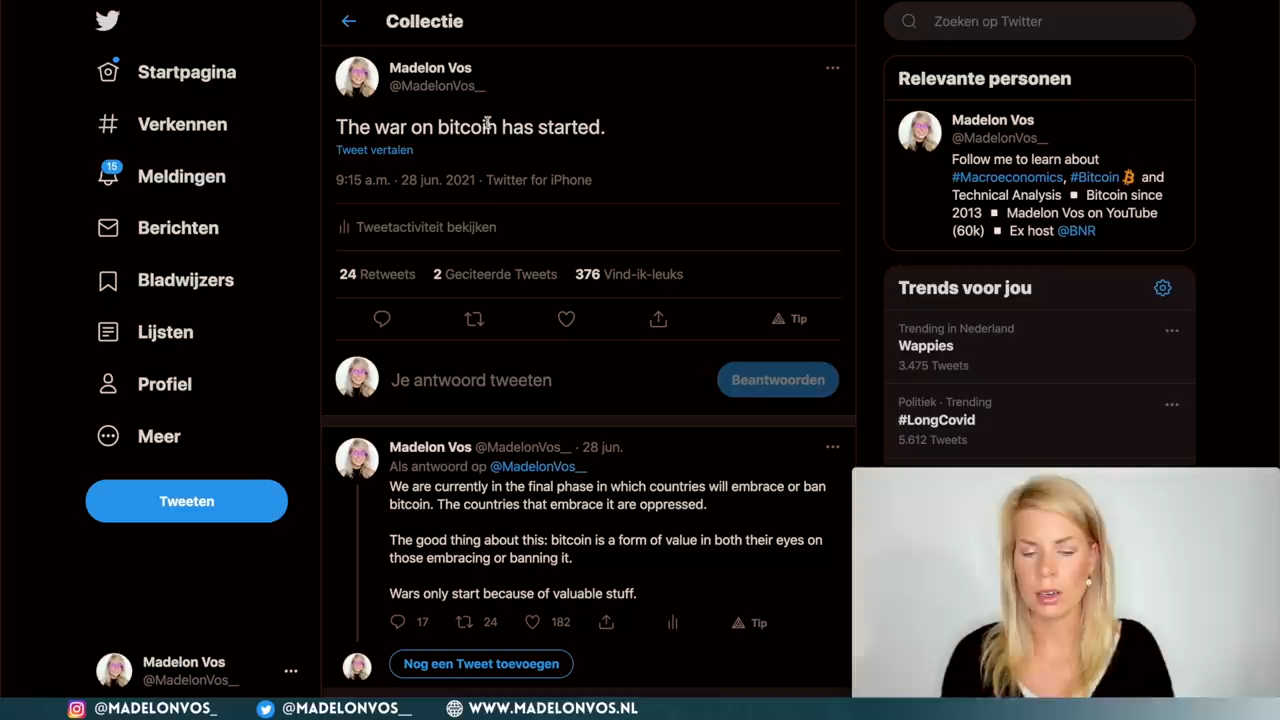 Collectie
Zoeken op Twitter
Startpagina
Verkennen
15
Meldingen
Berichten
Bladwijzers
Lijsten
Profiel
Meer
Tweeten
Madelon Vos
@MadelonVos__
Madelon Vos
@MadelonVos__
The war on bitcoin has started.
Tweet vertalen
9:15 a.m. · 28 jun. 2021 · Twitter for iPhone
Tweetactiviteit bekijken
24 Retweets 2 Geciteerde Tweets 376 Vind-ik-leuks
Tip
Je antwoord tweeten
Beantwoorden
Madelon Vos @MadelonVos__ · 28 jun.
Als antwoord op @MadelonVos__
We are currently in the final phase in which countries will embrace or ban
bitcoin. The countries that embrace it are oppressed.
The good thing about this: bitcoin is a form of value in both their eyes on
those embracing or banning it.
Wars only start because of valuable stuff.
17 24 182 Tip
Nog een Tweet toevoegen
Relevante personen
Madelon Vos
@MadelonVos__
Follow me to learn about
#Macroeconomics, #Bitcoin and
Technical Analysis ▪ Bitcoin since
2013 ▪ Madelon Vos on YouTube
(60k) ▪ Ex host @BNR
Trends voor jou
Trending in Nederland
Wappies
3.475 Tweets
Politiek · Trending
#LongCovid
5.612 Tweets
@MADELONVOS_ @MADELONVOS__ WWW.MADELONVOS.NL